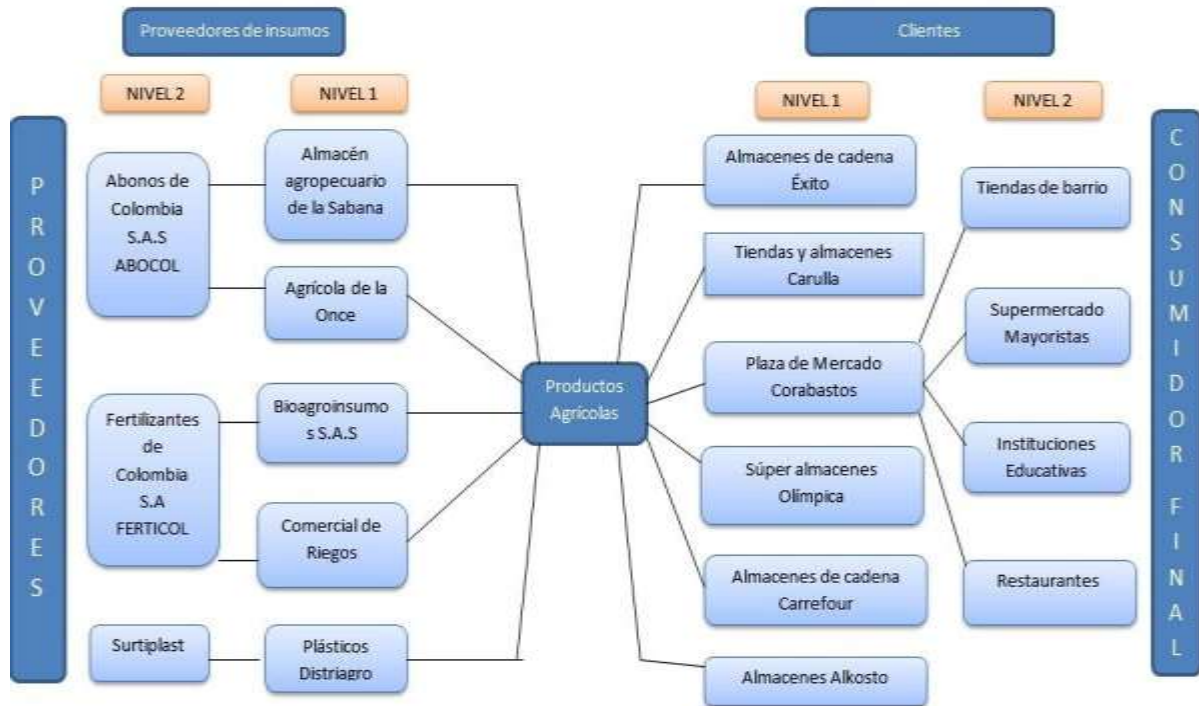 Proveedores de insumos
Clientes
NIVEL 2
NIVEL 1
NIVEL 1
NIVEL 2
PROVEEDORES
Abonos de
Colombia
S.A.S
ABOCOL
Fertilizantes
de
Colombia
S.A
FERTICOL
Surtiplast
Almacén
agropecuario
de la Sabana
Agrícola de la
Once
Bioagroinsumo
s S.A.S
Comercial de
Riegos
Plásticos
Distriagro
Productos
Agrícolas
Almacenes de cadena
Éxito
Tiendas y almacenes
Carulla
Plaza de Mercado
Corabastos
Súper almacenes
Olímpica
Almacenes de cadena
Carrefour
Almacenes Alkosto
Tiendas de barrio
Supermercado
Mayoristas
Instituciones
Educativas
Restaurantes
CONSUMIDOR FINAL